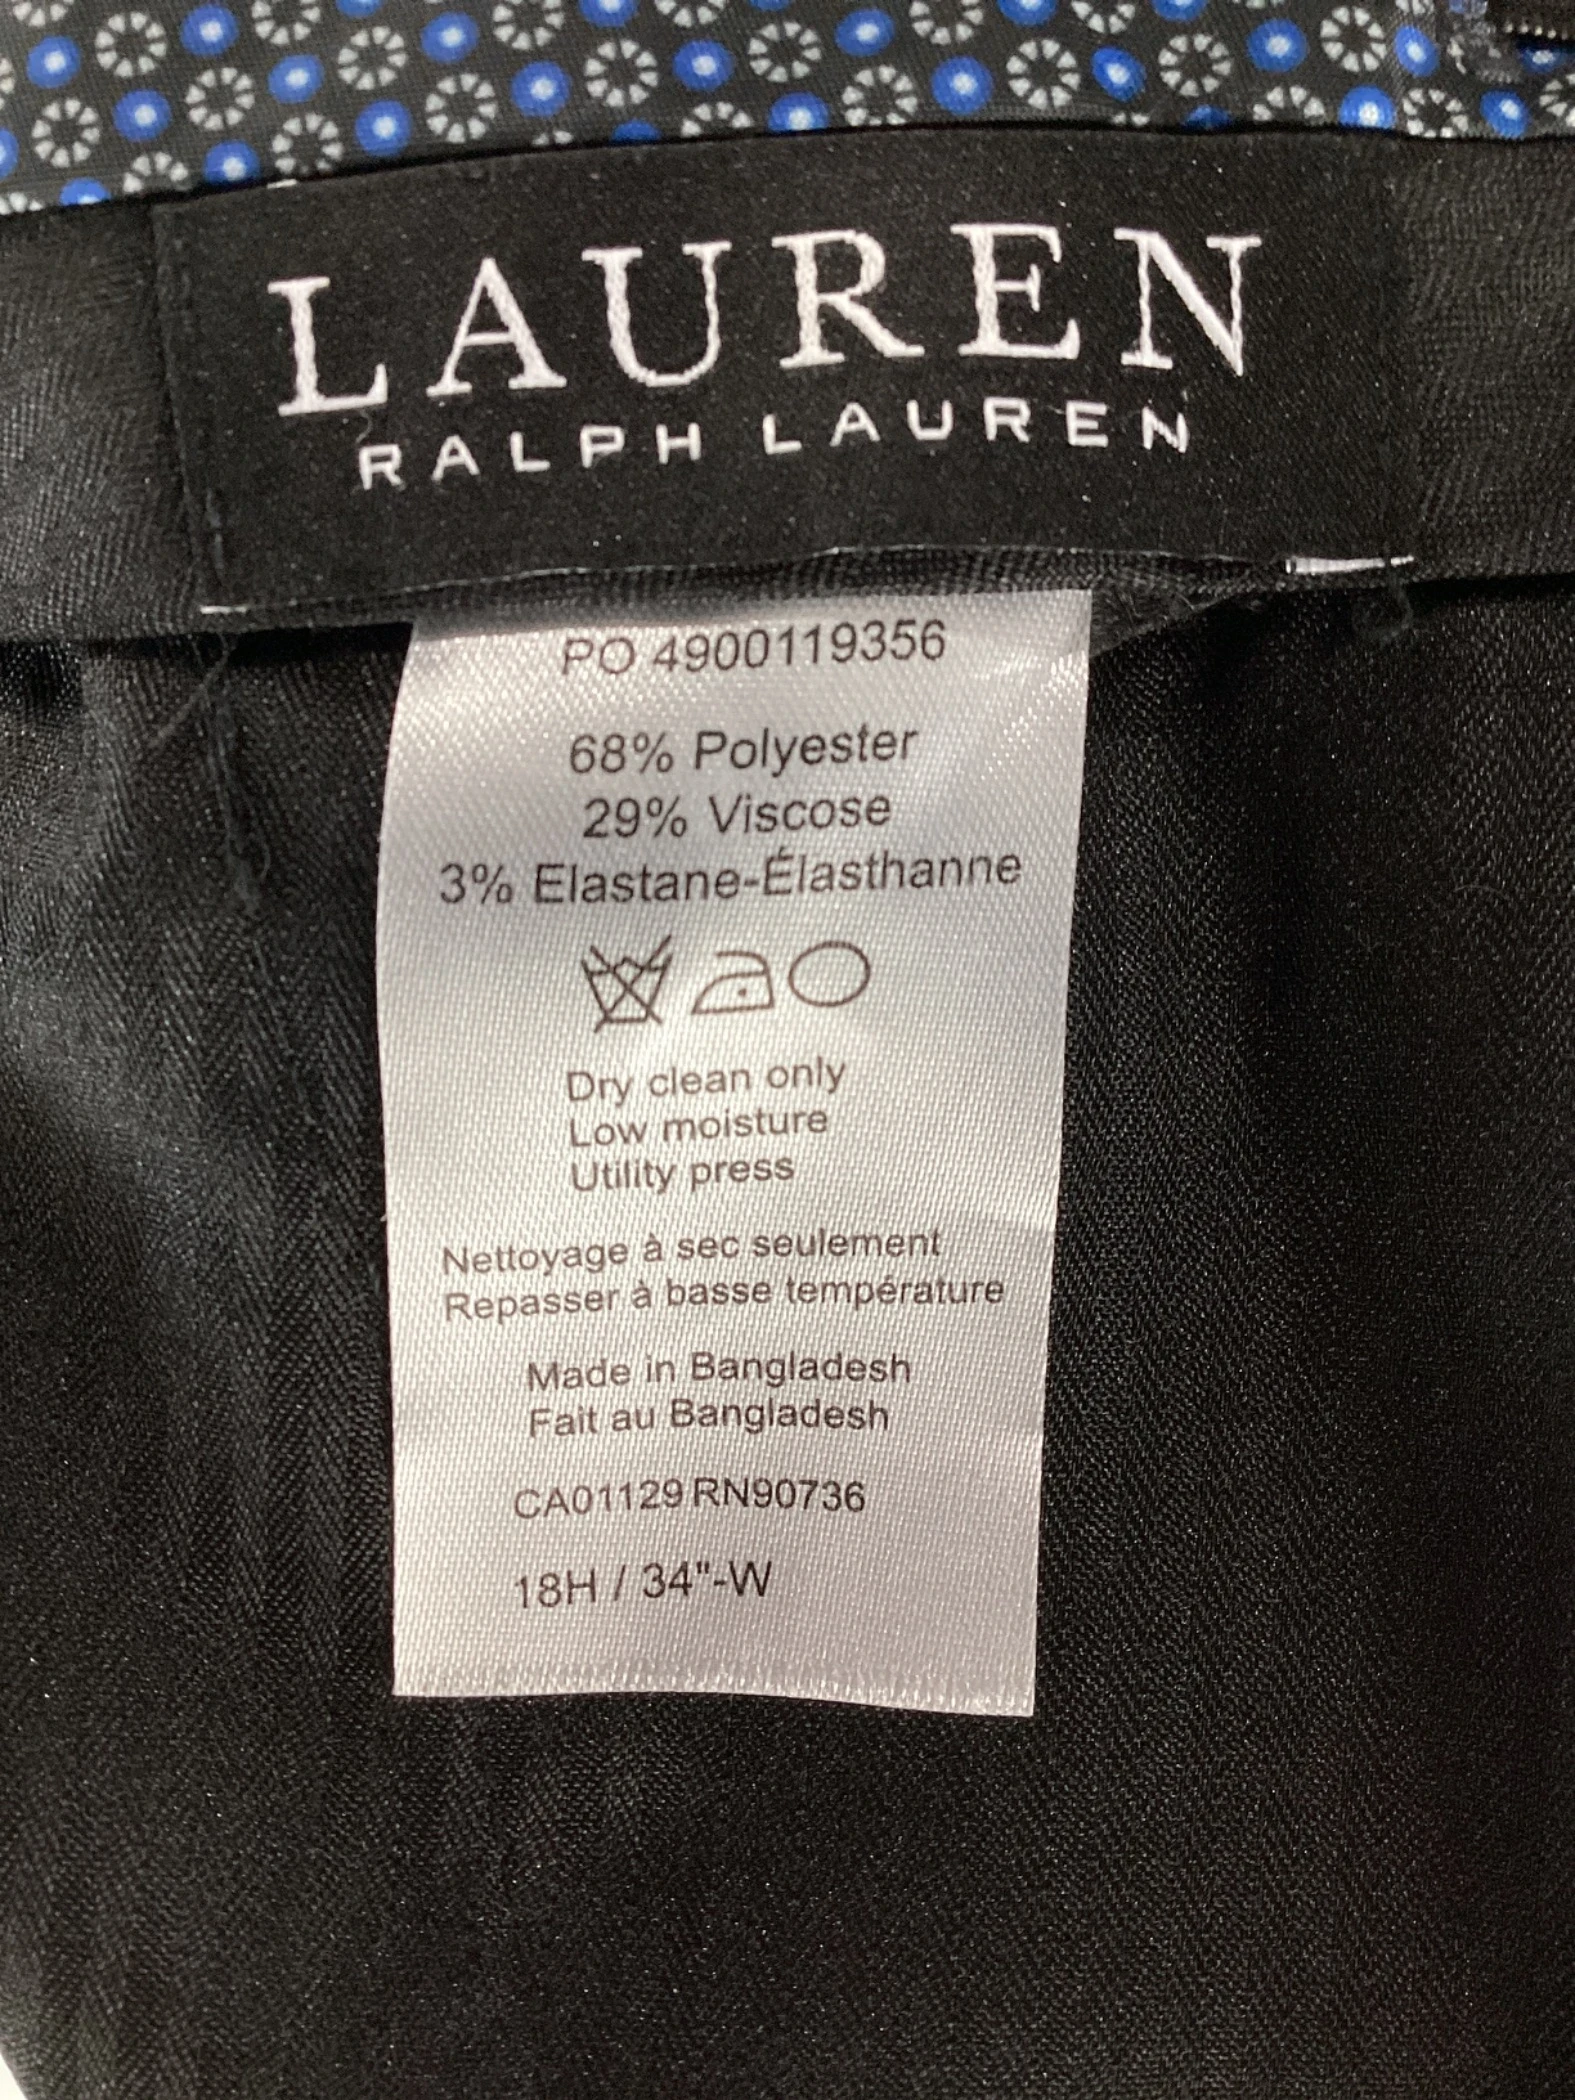 LAUREN
RALPH LAUREN
PO 4900119356
68% Polyester
29% Viscose
3% Elastane-Élasthanne
Dry clean only
Low moisture
Utility press
Nettoyage à sec seulement
Repasser à basse température
Made in Bangladesh
Fait au Bangladesh
CA01129 RN90736
18H / 34"-W